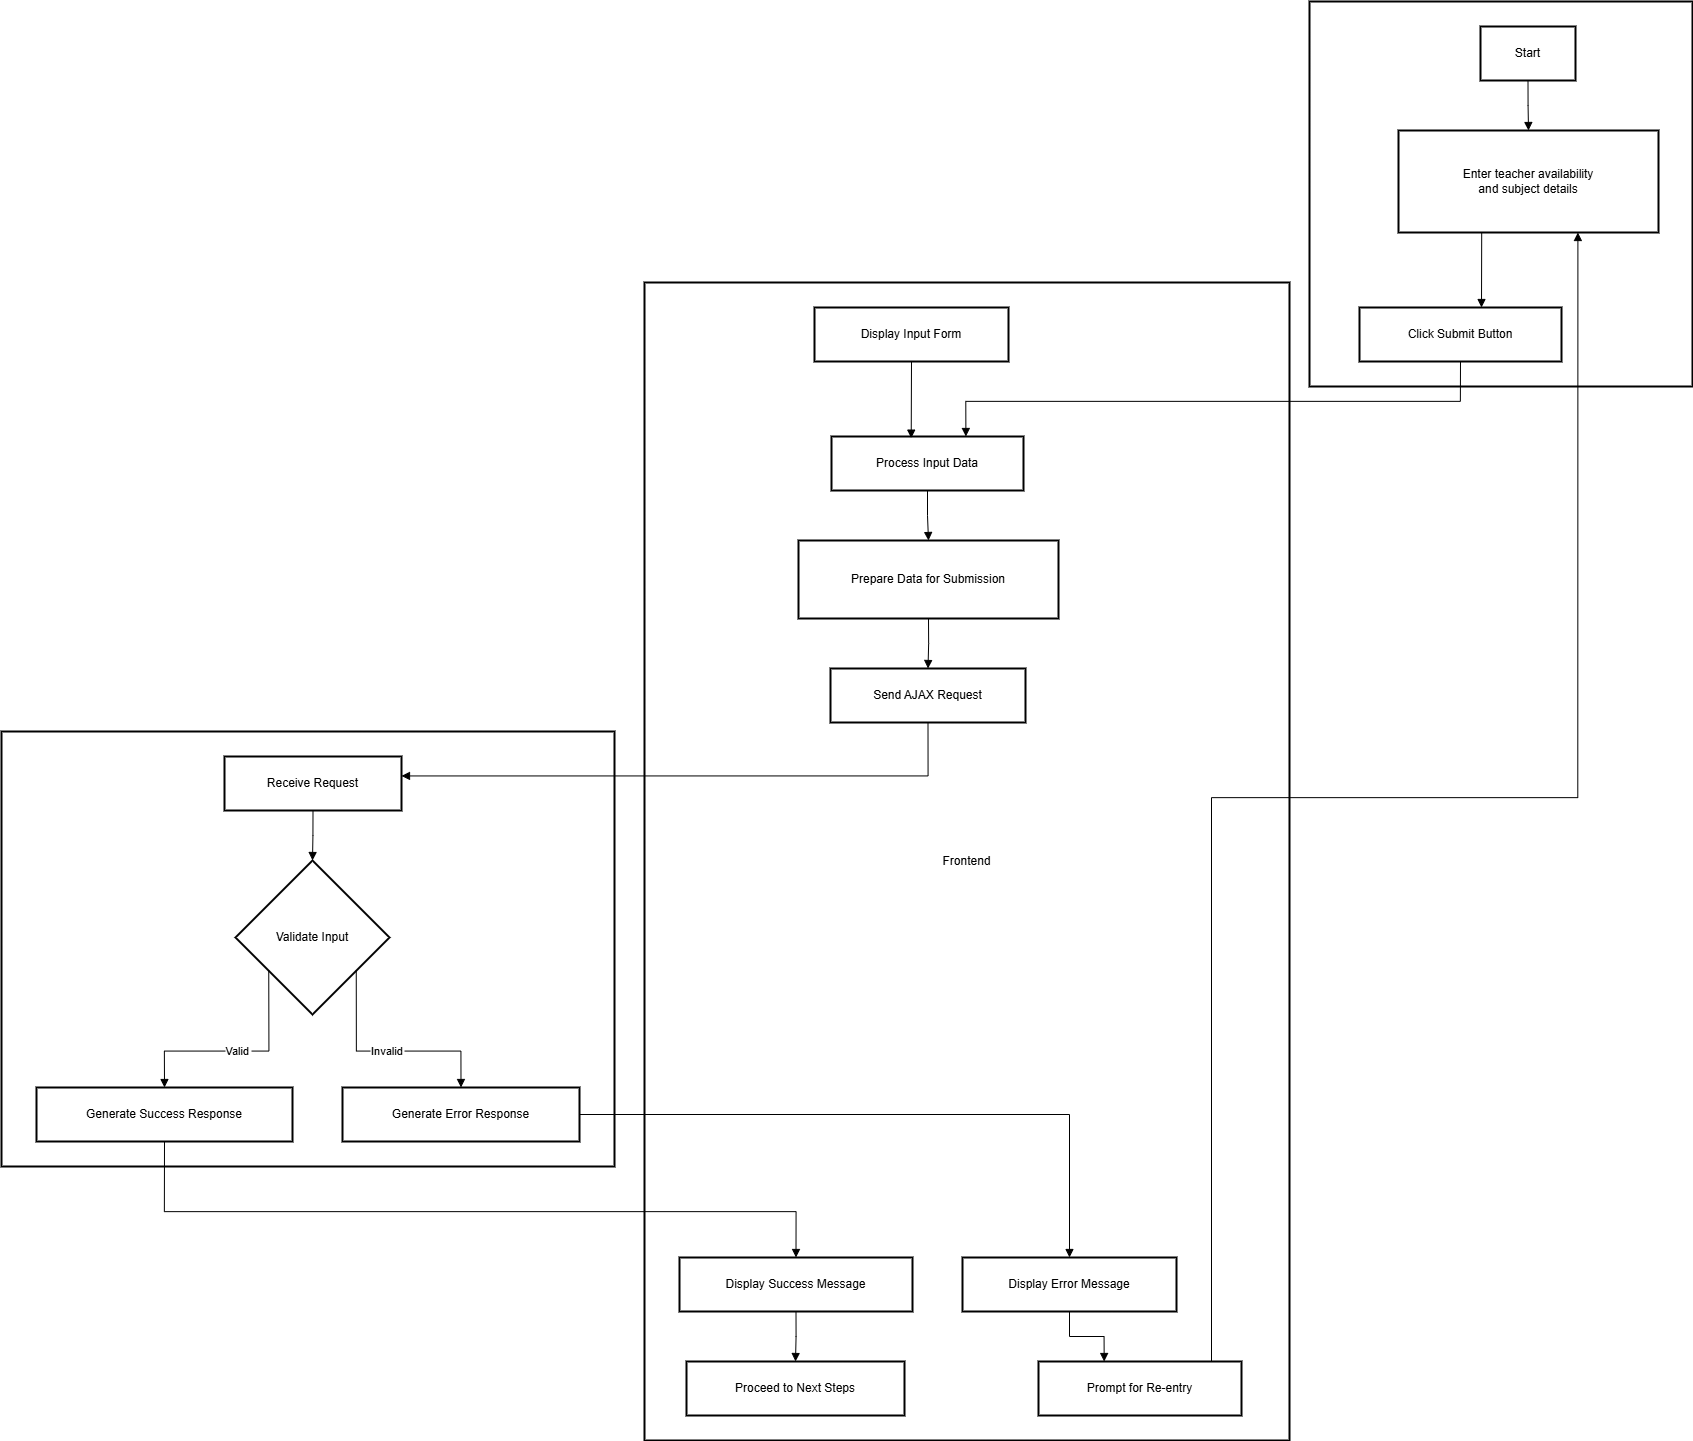 Start
Enter teacher availability
and subject details
Click Submit Button
Display Input Form
Process Input Data
Prepare Data for Submission
Send AJAX Request
Receive Request
Frontend
Validate Input
Valid
Invalid
Generate Success Response
Generate Error Response
Display Success Message
Display Error Message
Proceed to Next Steps
Prompt for Re-entry